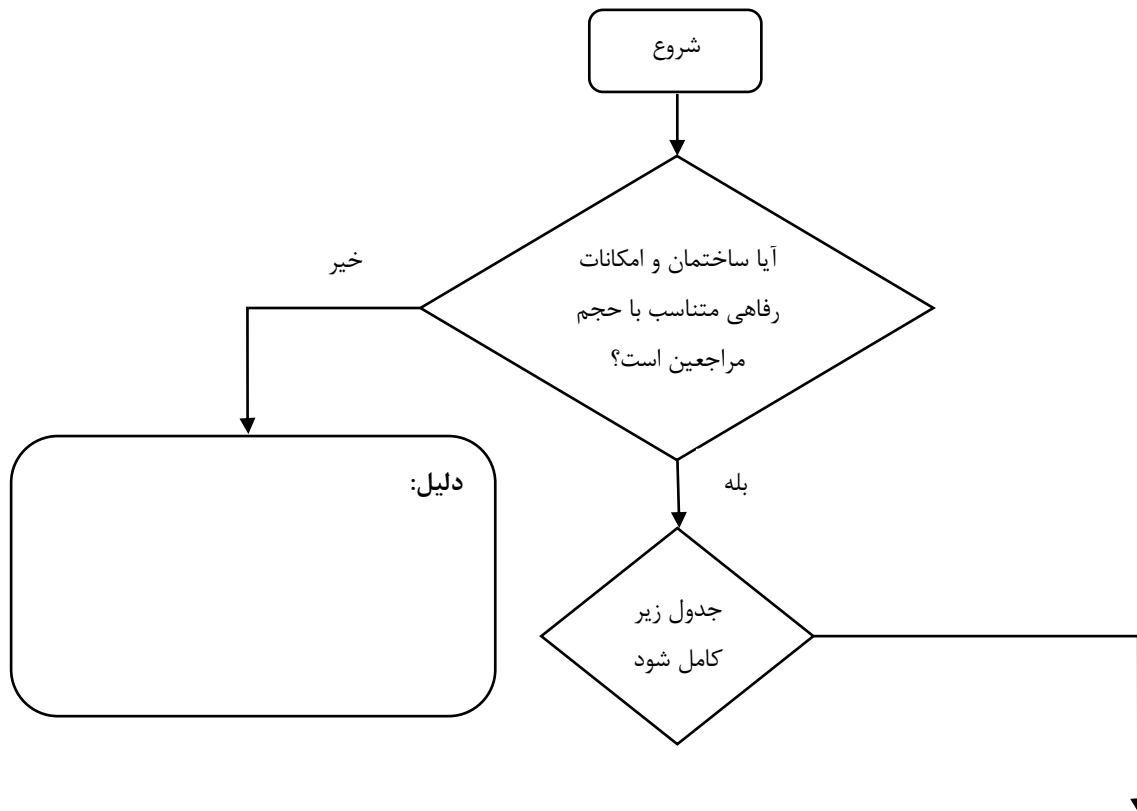 شروع
آیا ساختمان و امکانات
رفاهی متناسب با حجم
مراجعین است؟
خیر
دلیل:
بله
جدول زیر
کامل شود